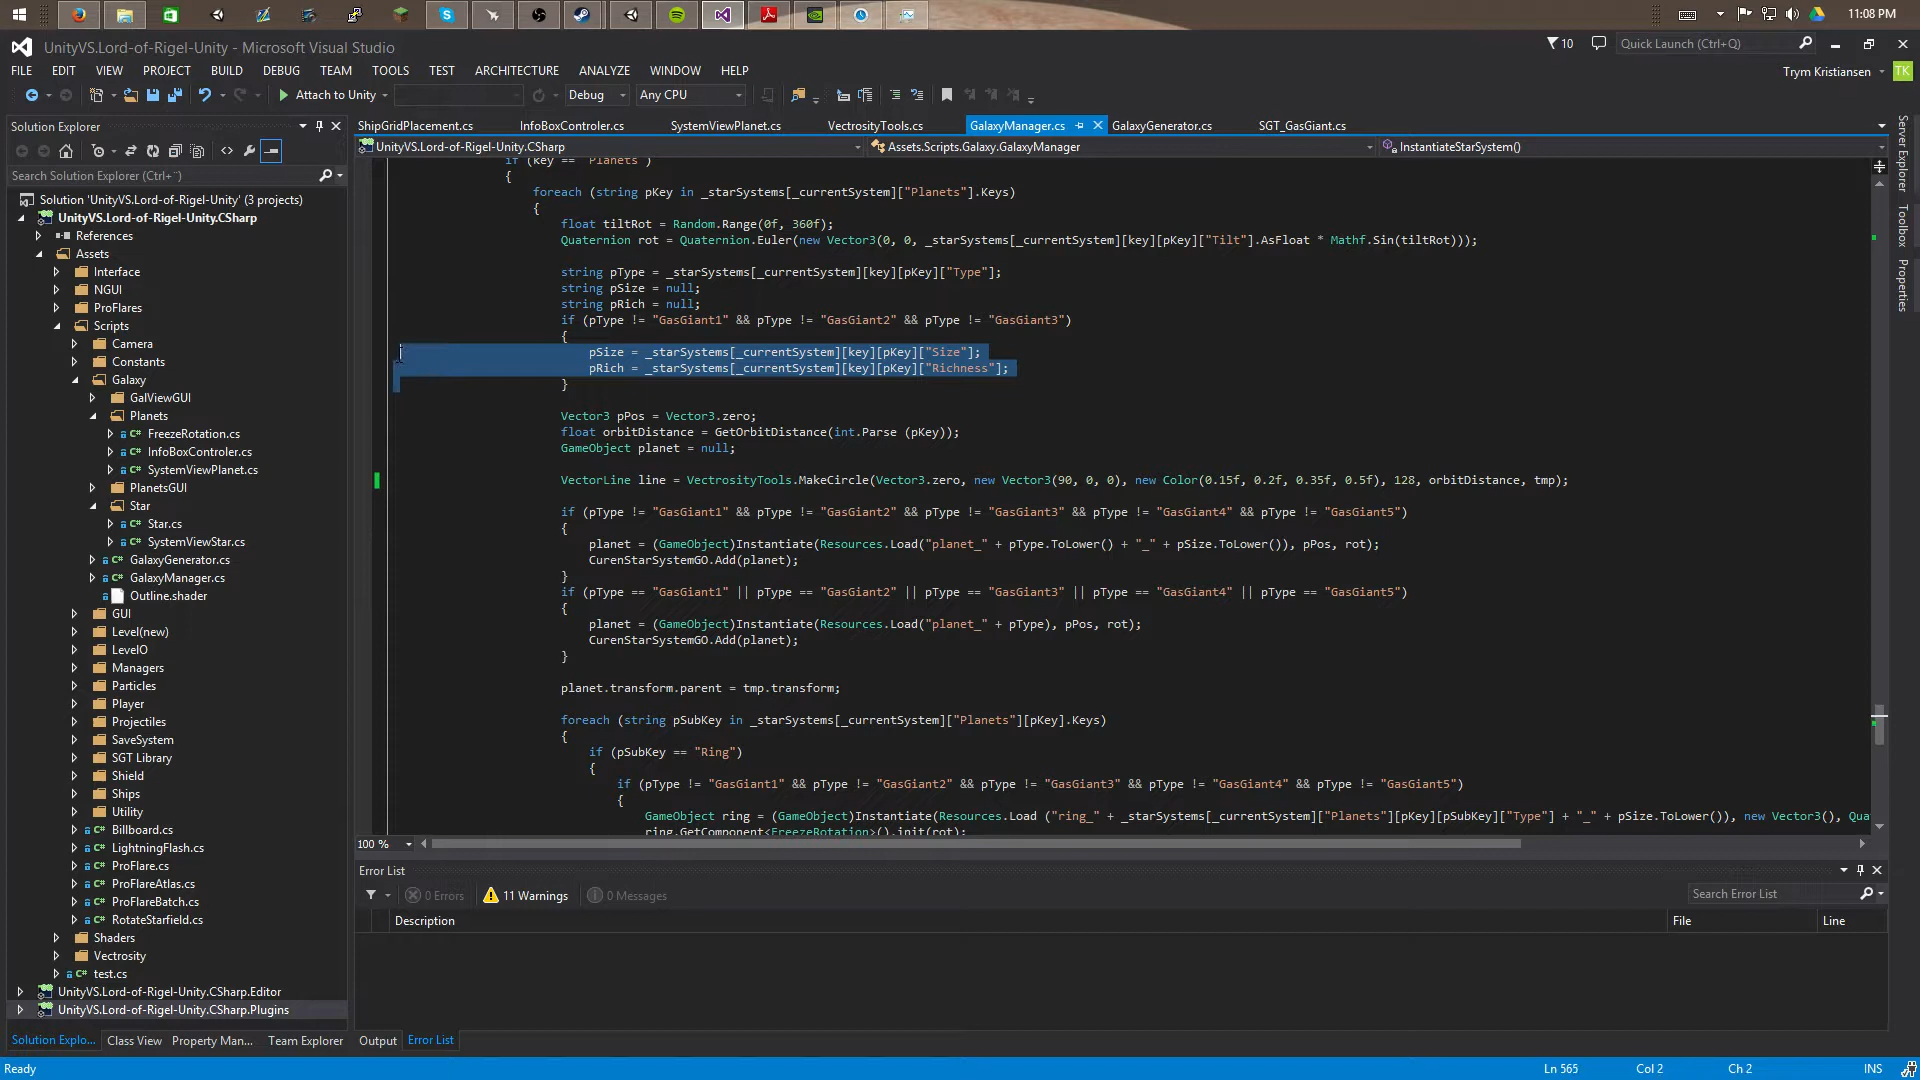 11:08 PM
UnityVS.Lord-of-Rigel-Unity - Microsoft Visual Studio
10
Quick Launch (Ctrl+Q)
FILE EDIT VIEW PROJECT BUILD DEBUG TEAM TOOLS TEST ARCHITECTURE ANALYZE WINDOW HELP
Trym Kristiansen TK
Attach to Unity Debug Any CPU
Solution Explorer
ShipGridPlacement.cs InfoBoxControler.cs SystemViewPlanet.cs VectrosityTools.cs GalaxyManager.cs GalaxyGenerator.cs SGT_GasGiant.cs
UnityVS.Lord-of-Rigel-Unity.CSharp Assets.Scripts.Galaxy.GalaxyManager InstantiateStarSystem()
Search Solution Explorer (Ctrl+¨)
Solution 'UnityVS.Lord-of-Rigel-Unity' (3 projects)
UnityVS.Lord-of-Rigel-Unity.CSharp
References
Assets
Interface
NGUI
ProFlares
Scripts
Camera
Constants
Galaxy
GalViewGUI
Planets
FreezeRotation.cs
InfoBoxControler.cs
SystemViewPlanet.cs
PlanetsGUI
Star
Star.cs
SystemViewStar.cs
GalaxyGenerator.cs
GalaxyManager.cs
Outline.shader
GUI
Level(new)
LevelO
Managers
Particles
Player
Projectiles
SaveSystem
SGT Library
Shield
Ships
Utility
Billboard.cs
LightningFlash.cs
ProFlare.cs
ProFlareAtlas.cs
ProFlareBatch.cs
RotateStarfield.cs
Shaders
Vectrosity
test.cs
UnityVS.Lord-of-Rigel-Unity.CSharp.Editor
UnityVS.Lord-of-Rigel-Unity.CSharp.Plugins
Solution Explo... Class View Property Man... Team Explorer
if (key == "Planets")
{
foreach (string pKey in _starSystems[_currentSystem]["Planets"].Keys)
{
float tiltRot = Random.Range(0f, 360f);
Quaternion rot = Quaternion.Euler(new Vector3(0, 0, _starSystems[_currentSystem][key][pKey]["Tilt"].AsFloat * Mathf.Sin(tiltRot)));
string pType = _starSystems[_currentSystem][key][pKey]["Type"];
string pSize = null;
string pRich = null;
if (pType != "GasGiant1" && pType != "GasGiant2" && pType != "GasGiant3")
{
pSize = _starSystems[_currentSystem][key][pKey]["Size"];
pRich = _starSystems[_currentSystem][key][pKey]["Richness"];
}
Vector3 pPos = Vector3.zero;
float orbitDistance = GetOrbitDistance(int.Parse (pKey));
GameObject planet = null;
VectorLine line = VectrosityTools.MakeCircle(Vector3.zero, new Vector3(90, 0, 0), new Color(0.15f, 0.2f, 0.35f, 0.5f), 128, orbitDistance, tmp);
if (pType != "GasGiant1" && pType != "GasGiant2" && pType != "GasGiant3" && pType != "GasGiant4" && pType != "GasGiant5")
{
planet = (GameObject)Instantiate(Resources.Load("planet_" + pType.ToLower() + "_" + pSize.ToLower()), pPos, rot);
CurenStarSystemGO.Add(planet);
}
if (pType == "GasGiant1" || pType == "GasGiant2" || pType == "GasGiant3" || pType == "GasGiant4" || pType == "GasGiant5")
{
planet = (GameObject)Instantiate(Resources.Load("planet_" + pType), pPos, rot);
CurenStarSystemGO.Add(planet);
}
planet.transform.parent = tmp.transform;
foreach (string pSubKey in _starSystems[_currentSystem]["Planets"][pKey].Keys)
{
if (pSubKey == "Ring")
{
if (pType != "GasGiant1" && pType != "GasGiant2" && pType != "GasGiant3" && pType != "GasGiant4" && pType != "GasGiant5")
{
GameObject ring = (GameObject)Instantiate(Resources.Load ("ring_" + _starSystems[_currentSystem]["Planets"][pKey][pSubKey]["Type"] + "_" + pSize.ToLower()), new Vector3(), Qua
ring.GetComponent<FreezeRotation>().init(rot);
100 %
Error List
0 Errors 11 Warnings 0 Messages
Search Error List
Description File Line
Output Error List
Server Explorer
Toolbox
Properties
Ready Ln 565 Col 2 Ch 2 INS